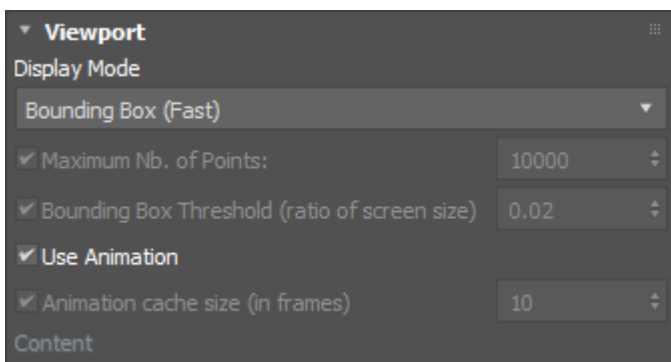 Viewport
Display Mode
Bounding Box (Fast)
Maximum Nb. of Points: 10000
Bounding Box Threshold (ratio of screen size) 0.02
Use Animation
Animation cache size (in frames) 10
Content